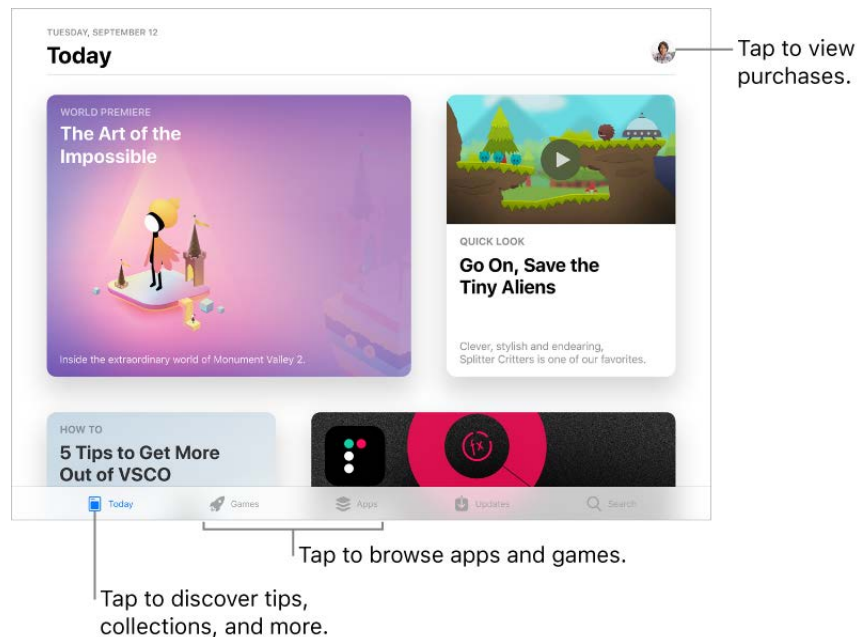 TUESDAY, SEPTEMBER 12
Today
Tap to view
purchases.
WORLD PREMIERE
The Art of the
Impossible
Inside the extraordinary world of Monument Valley 2.
QUICK LOOK
Go On, Save the
Tiny Aliens
Clever, stylish and endearing,
Splitter Critters is one of our favorites.
HOW TO
5 Tips to Get More
Out of VSCO
fx
Today
Games
Apps
Updates
Search
Tap to browse apps and games.
Tap to discover tips,
collections, and more.